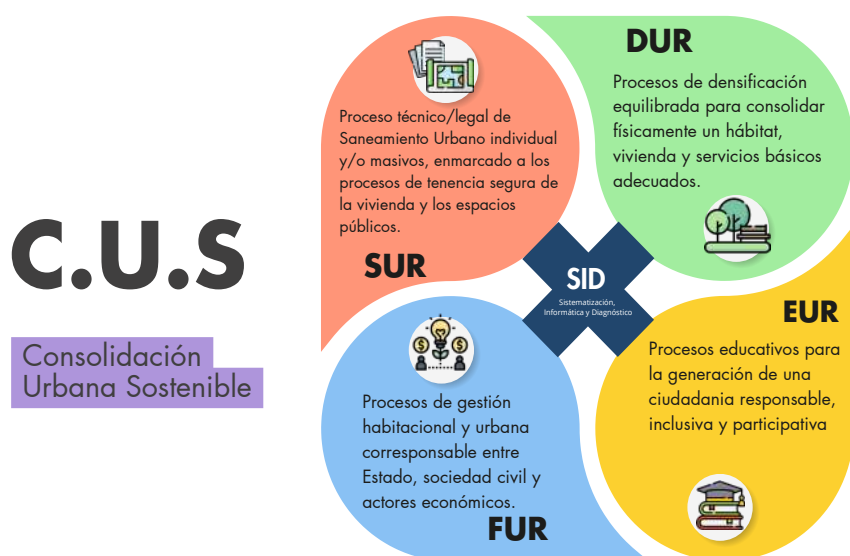 C.U.S
Consolidación
Urbana Sostenible
Proceso técnico/legal de
Saneamiento Urbano individual
y/o masivos, enmarcado a los
procesos de tenencia segura de
la vivienda y los espacios
públicos.
SUR
DUR
Procesos de densificación
equilibrada para consolidar
físicamente un hábitat,
vivienda y servicios básicos
adecuados.
SID
Sistematización,
Informática y Diagnóstico
Procesos de gestión
habitacional y urbana
corresponsable entre
Estado, sociedad civil y
actores económicos.
FUR
EUR
Procesos educativos para
la generación de una
ciudadania responsable,
inclusiva y participativa